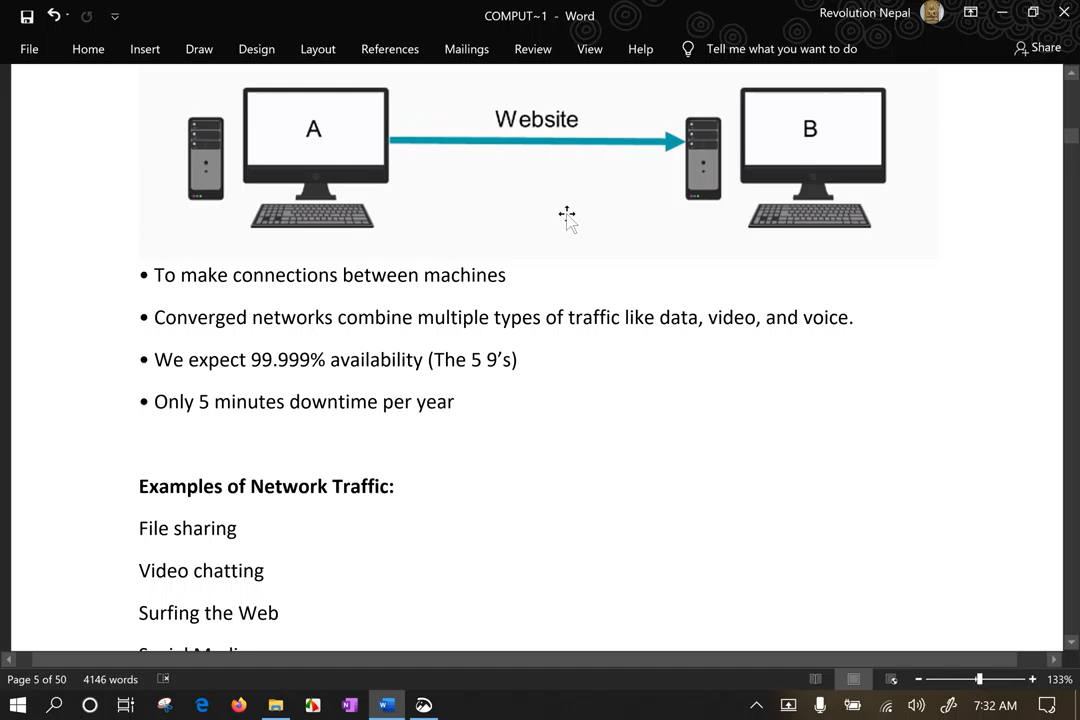 COMPUT~1 - Word
Revolution Nepal
File Home Insert Draw Design Layout References Mailings Review View Help Tell me what you want to do Share
Website
A
B
• To make connections between machines
• Converged networks combine multiple types of traffic like data, video, and voice.
• We expect 99.999% availability (The 5 9’s)
• Only 5 minutes downtime per year
Examples of Network Traffic:
File sharing
Video chatting
Surfing the Web
Page 5 of 50 4146 words 133%
7:32 AM